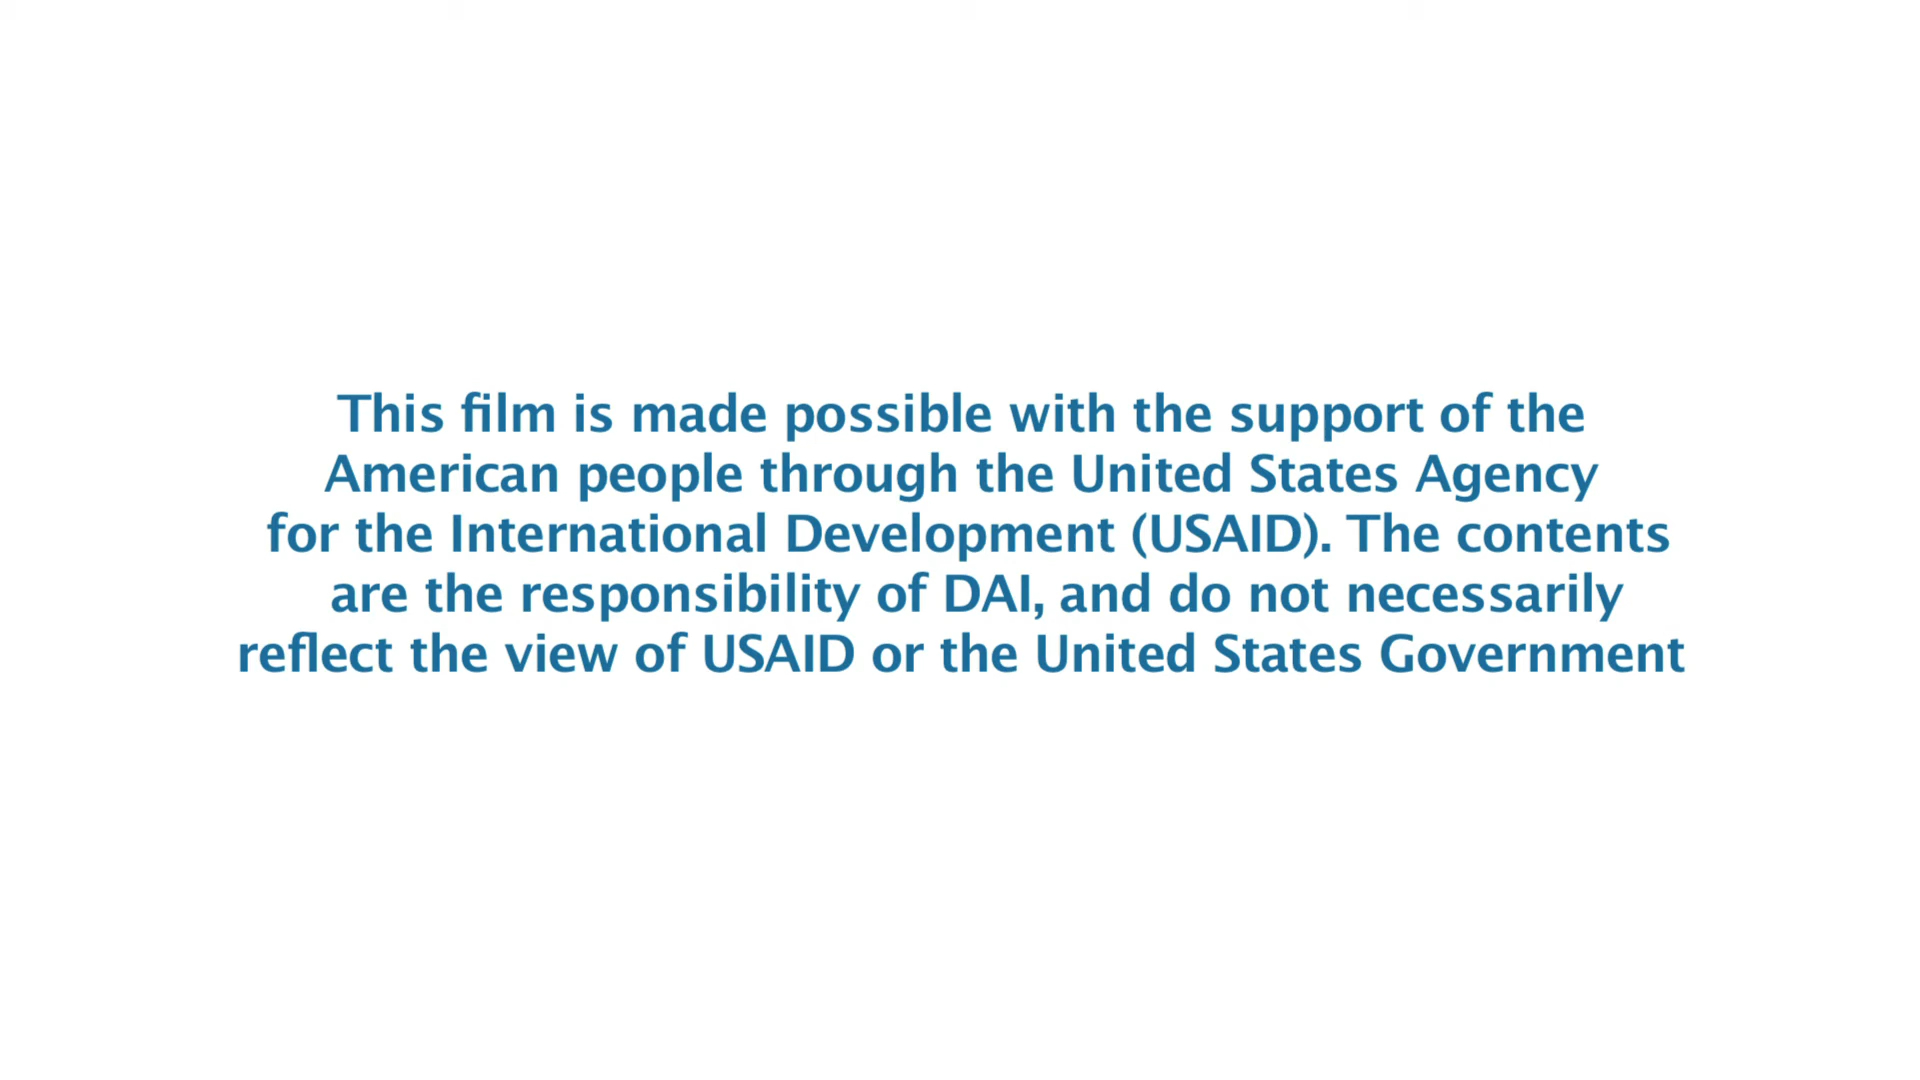 This film is made possible with the support of the
American people through the United States Agency
for the International Development (USAID). The contents
are the responsibility of DAI, and do not necessarily
reflect the view of USAID or the United States Government